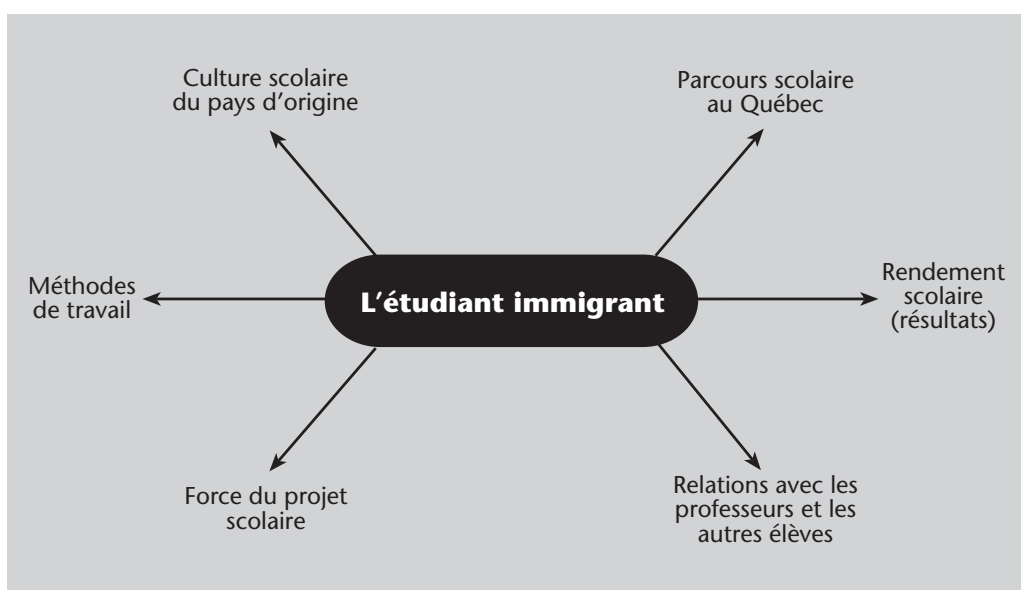 Culture scolaire
du pays d'origine
Parcours scolaire
au Québec
Méthodes
de travail
L'étudiant immigrant
Rendement
scolaire
(résultats)
Force du projet
scolaire
Relations avec les
professeurs et les
autres élèves